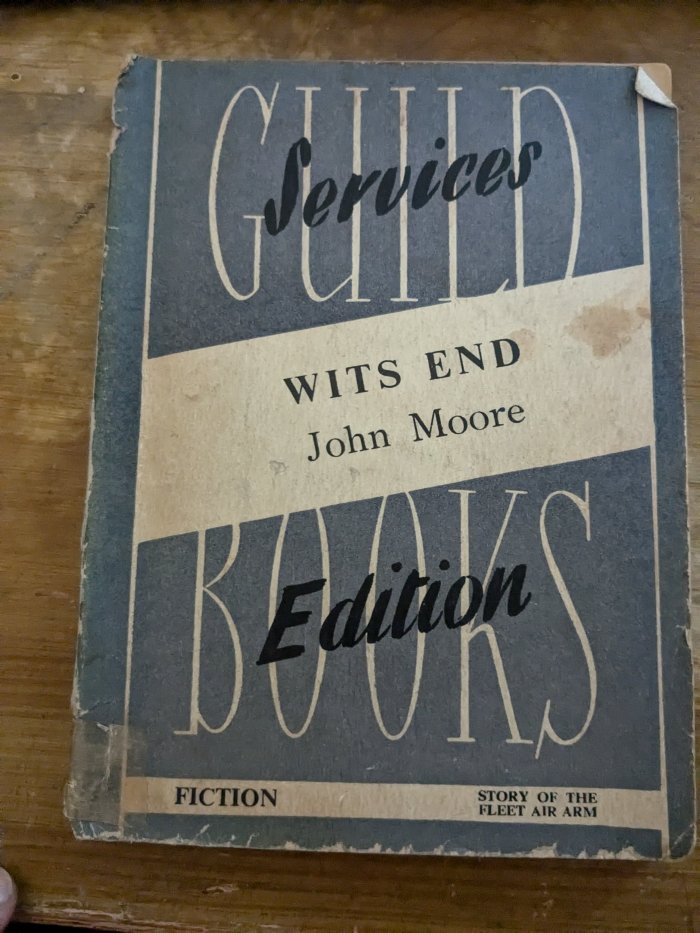 GUILD
Services
WITS END
John Moore
BOOKS
Edition
FICTION
STORY OF THE
FLEET AIR ARM